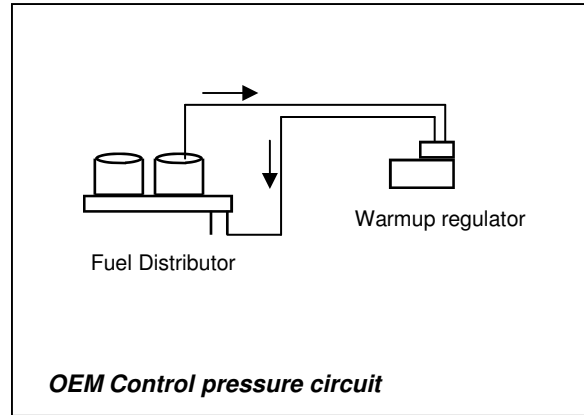 Warmup regulator
Fuel Distributor
OEM Control pressure circuit